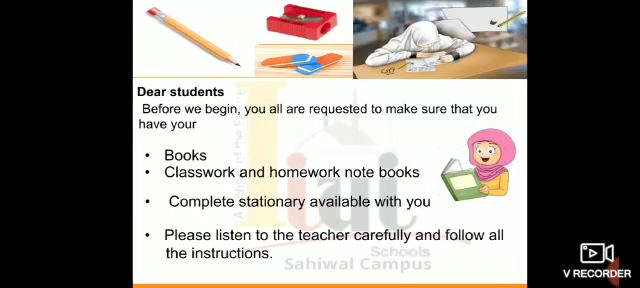 Dear students
Before we begin, you all are requested to make sure that you
have your
• Books
• Classwork and homework note books
• Complete stationary available with you
• Please listen to the teacher carefully and follow all
the instructions.
Schools
Sahiwal Campus
V RECORDER